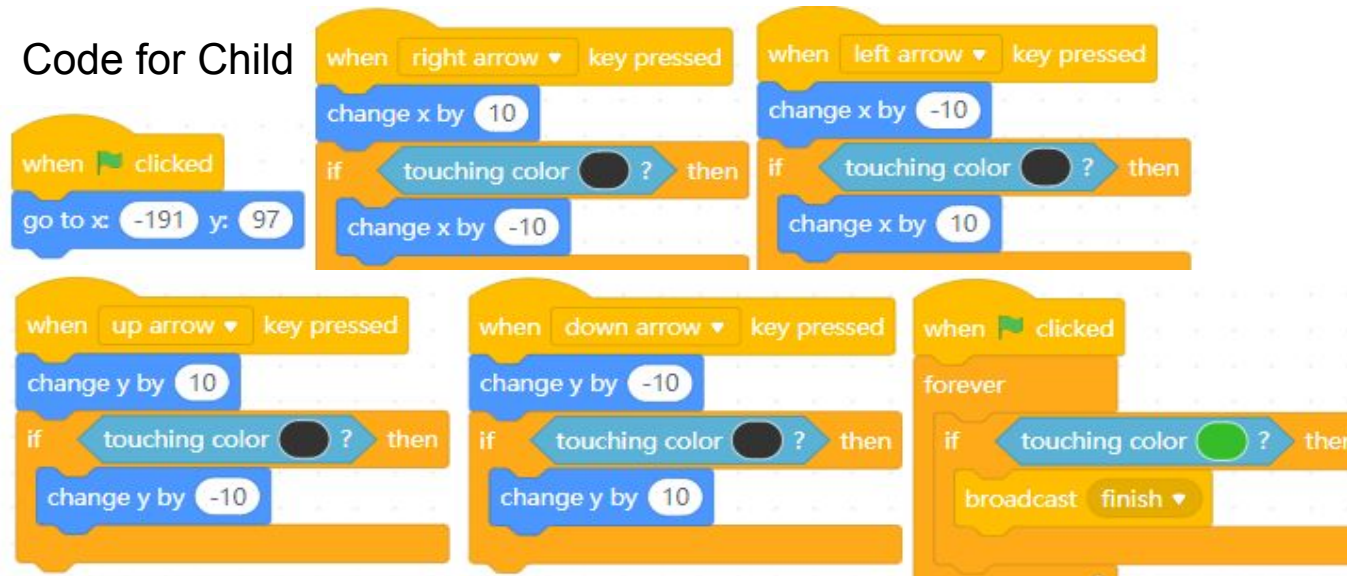 Code for Child
when right arrow key pressed
change x by 10
if touching color ? then
change x by -10
when left arrow key pressed
change x by -10
if touching color ? then
change x by 10
when clicked
go to x: -191 y: 97
when up arrow key pressed
change y by 10
if touching color ? then
change y by -10
when down arrow key pressed
change y by -10
if touching color ? then
change y by 10
when clicked
forever
if touching color ? ther
broadcast finish